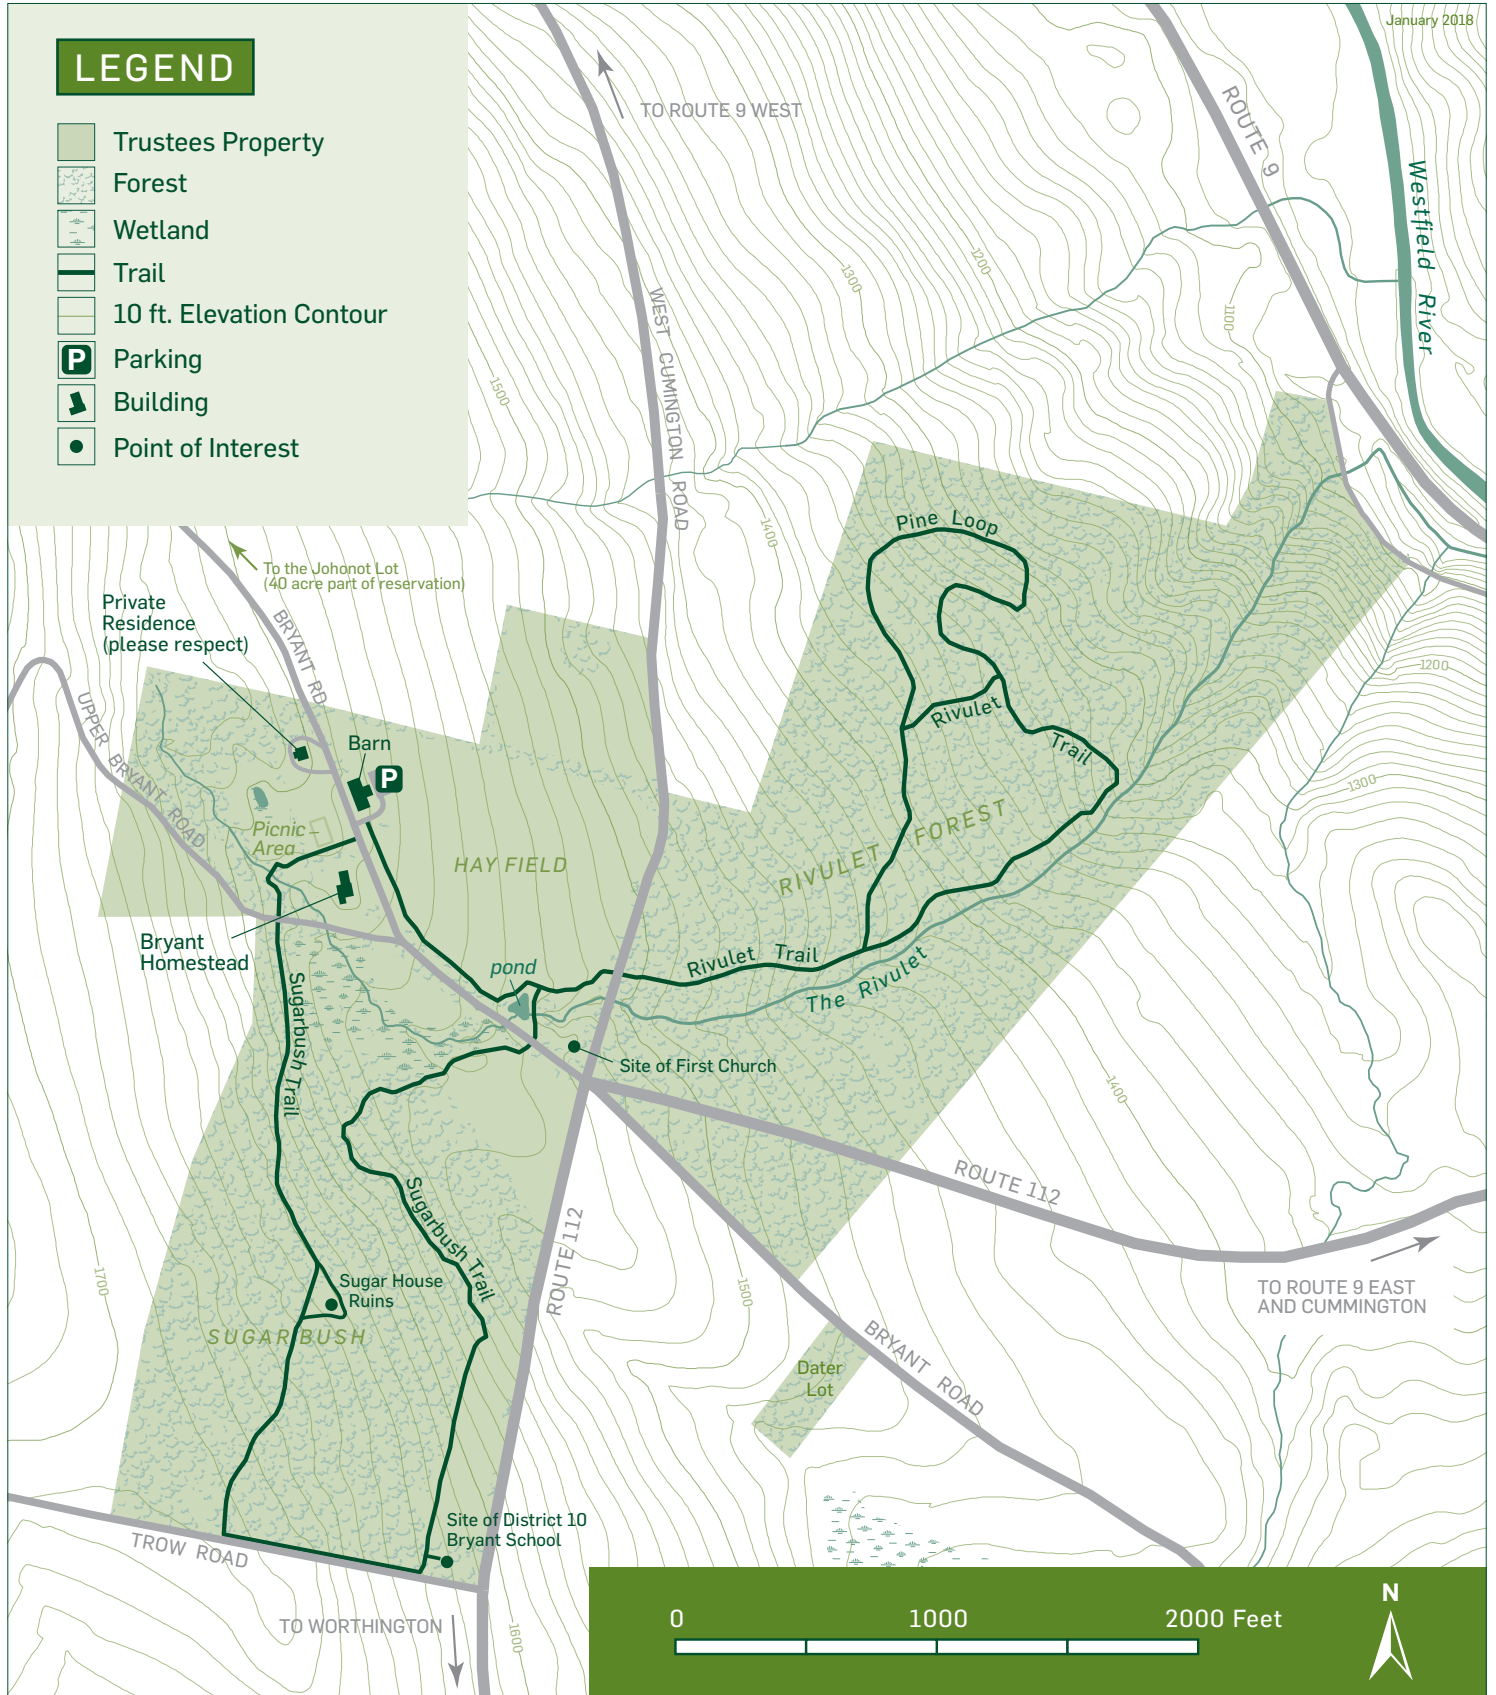 January 2018
LEGEND
Trustees Property
Forest
Wetland
Trail
10 ft. Elevation Contour
P
Parking
Building
Point of Interest
TO ROUTE 9 WEST
ROUTE 9
Westfield River
1200
1300
1100
WEST CUMINGTON ROAD
1500
1400
Pine Loop
To the Johonot Lot
(40 acre part of reservation)
Private
Residence
(please respect)
BRYANT RD
UPPER BRYANT ROAD
Barn
P
Picnic
Area
HAY FIELD
Rivulet
Trail
1200
1300
RIVULET FOREST
Bryant
Homestead
pond
Rivulet Trail
The Rivulet
Sugarbush Trail
Site of First Church
1400
ROUTE 112
Sugarbush Trail
ROUTE 112
1700
Sugar House
Ruins
SUGAR BUSH
1500
TO ROUTE 9 EAST
AND CUMMINGTON
BRYANT ROAD
Dater
Lot
Site of District 10
Bryant School
TROW ROAD
TO WORTHINGTON
1600
0 1000 2000 Feet
N